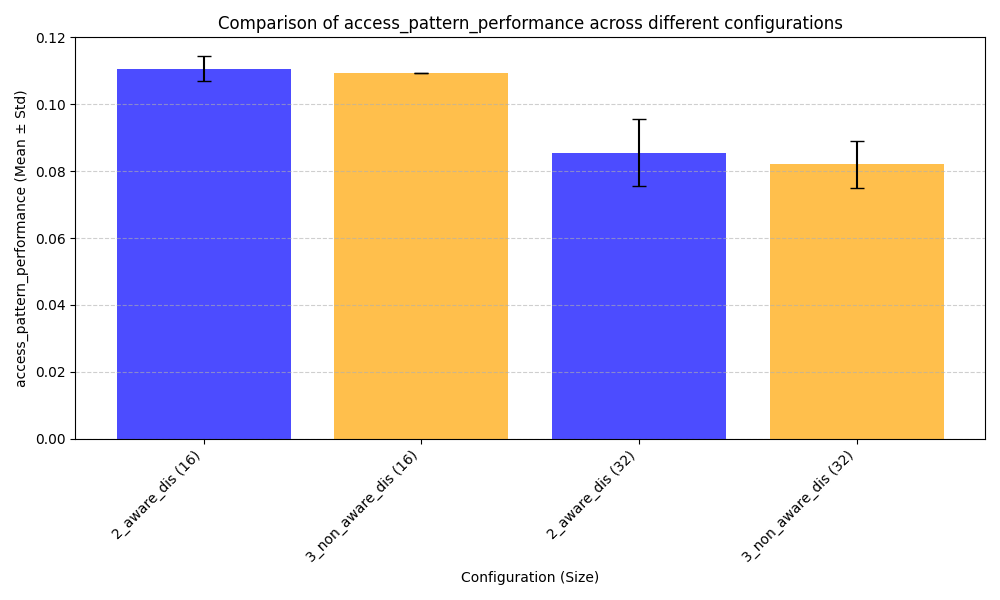 Comparison of access_pattern_performance across different configurations
access_pattern_performance (Mean ± Std)
0.12
0.10
0.08
0.06
0.04
0.02
0.00
2_aware_dis (16)
3_non_aware_dis (16)
2_aware_dis (32)
3_non_aware_dis (32)
Configuration (Size)